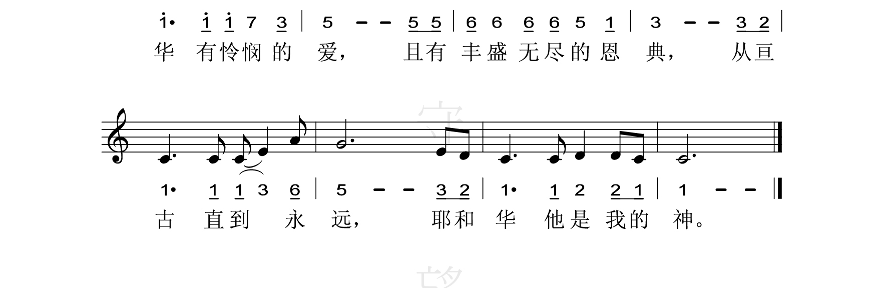 1· 1 1 7 3 | 5 - - 5 5 | 6 6 6 6 5 1 | 3 - - 3 2 |
华 有怜悯的 爱， 且有丰盛无尽的恩 典， 从亘
1· 1 1 3 6 | 5 - - 3 2 | 1· 1 2 2 1 | 1 - - ‖
古 直到 永 远， 耶和 华 他是 我的 神。